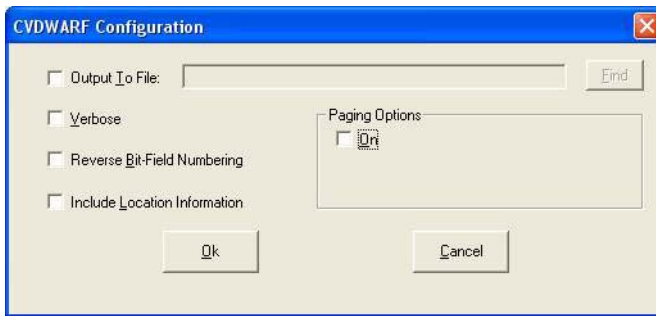 CVDWARF Configuration
Output To File:
Find
Verbose
Paging Options
On
Reverse Bit-Field Numbering
Include Location Information
Ok
Cancel